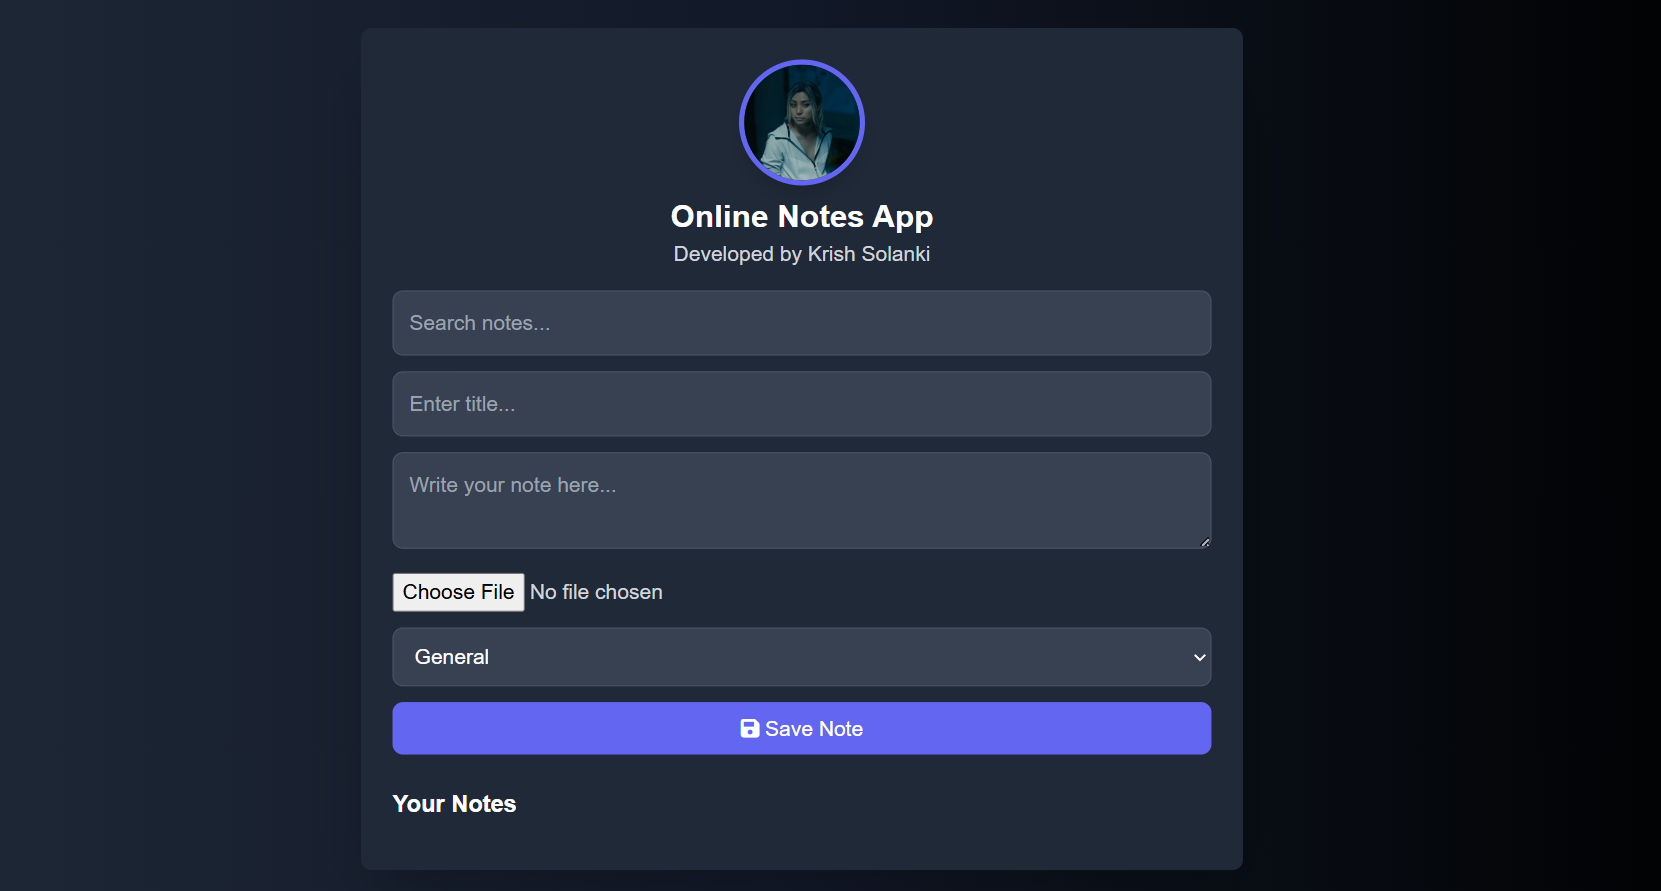 Online Notes App
Developed by Krish Solanki
Search notes...
Enter title...
Write your note here...
Choose File No file chosen
General
Save Note
Your Notes